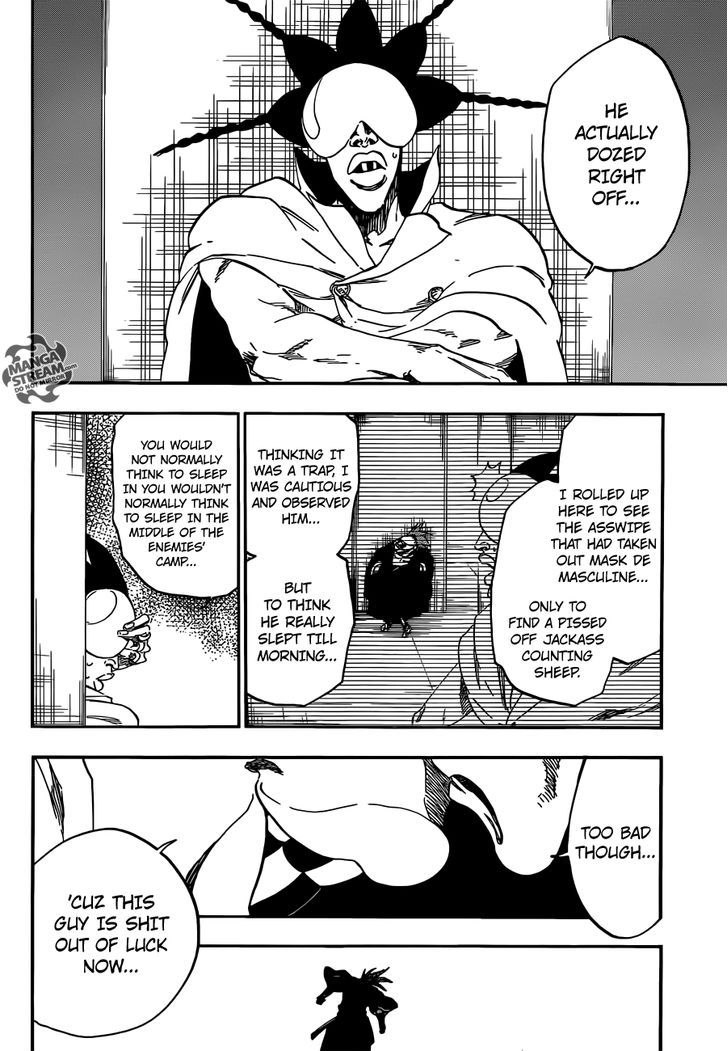 HE
ACTUALLY
DOZED
RIGHT
OFF...
MANGA
STREAM.com
DO NOT MIRROR!
I ROLLED UP
HERE TO SEE
THE ASSWIPE
THAT HAD TAKEN
OUT MASK DE
MASCULINE...
ONLY TO
FIND A PISSED
OFF JACKASS
COUNTING
SHEEP.
THINKING IT
WAS A TRAP, I
WAS CAUTIOUS
AND OBSERVED
HIM...
BUT
TO THINK
HE REALLY
SLEPT TILL
MORNING...
YOU WOULD
NOT NORMALLY
THINK TO SLEEP
IN YOU WOULDN'T
NORMALLY THINK
TO SLEEP IN THE
MIDDLE OF THE
ENEMIES'
CAMP...
TOO BAD
THOUGH...
'CUZ THIS
GUY IS SHIT
OUT OF LUCK
NOW...